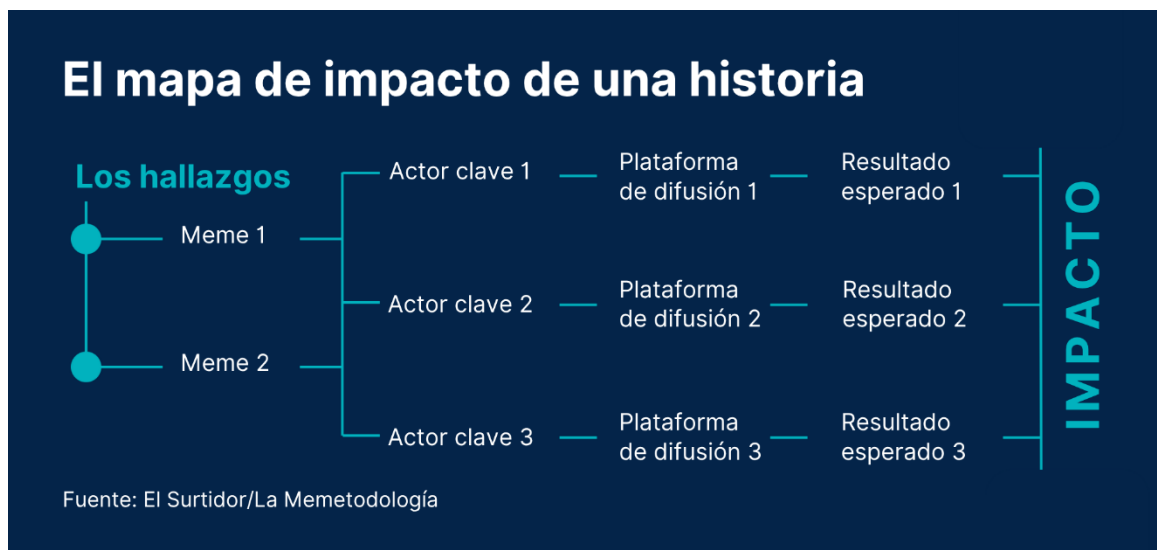 El mapa de impacto de una historia
Los hallazgos
Meme 1
Meme 2
Actor clave 1
Plataforma
de difusión 1
Resultado
esperado 1
Actor clave 2
Plataforma
de difusión 2
Resultado
esperado 2
Actor clave 3
Plataforma
de difusión 3
Resultado
esperado 3
IMPACTO
Fuente: El Surtidor/La Memetodología